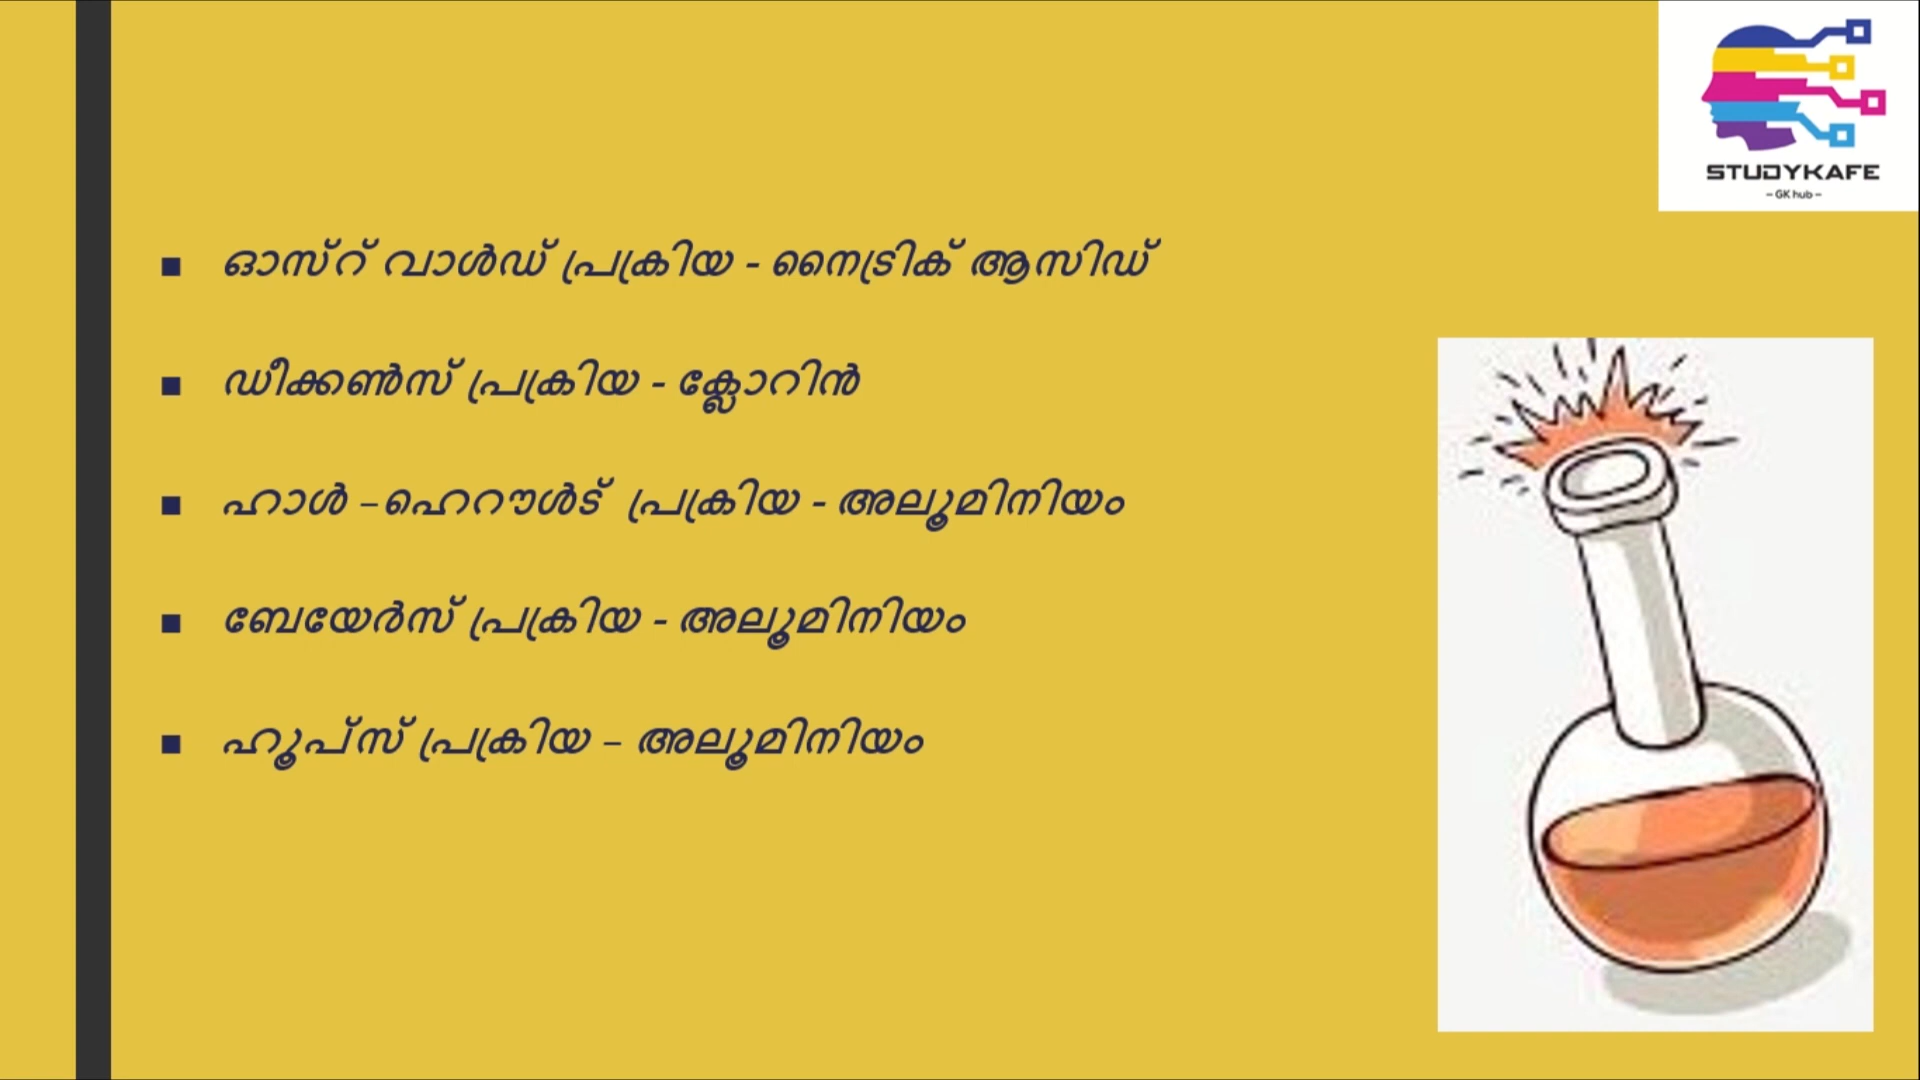 STUDYKAFE
– GK hub –
▪ ഓസ്റ് വാൾഡ് പ്രക്രിയ - നൈട്രിക് ആസിഡ്
▪ ഡീക്കൺസ് പ്രക്രിയ - ക്ലോറിൻ
▪ ഹാൾ –ഹെറൗൾട് പ്രക്രിയ - അലൂമിനിയം
▪ ബേയേർസ് പ്രക്രിയ - അലൂമിനിയം
▪ ഹൂപ്സ് പ്രക്രിയ – അലൂമിനിയം